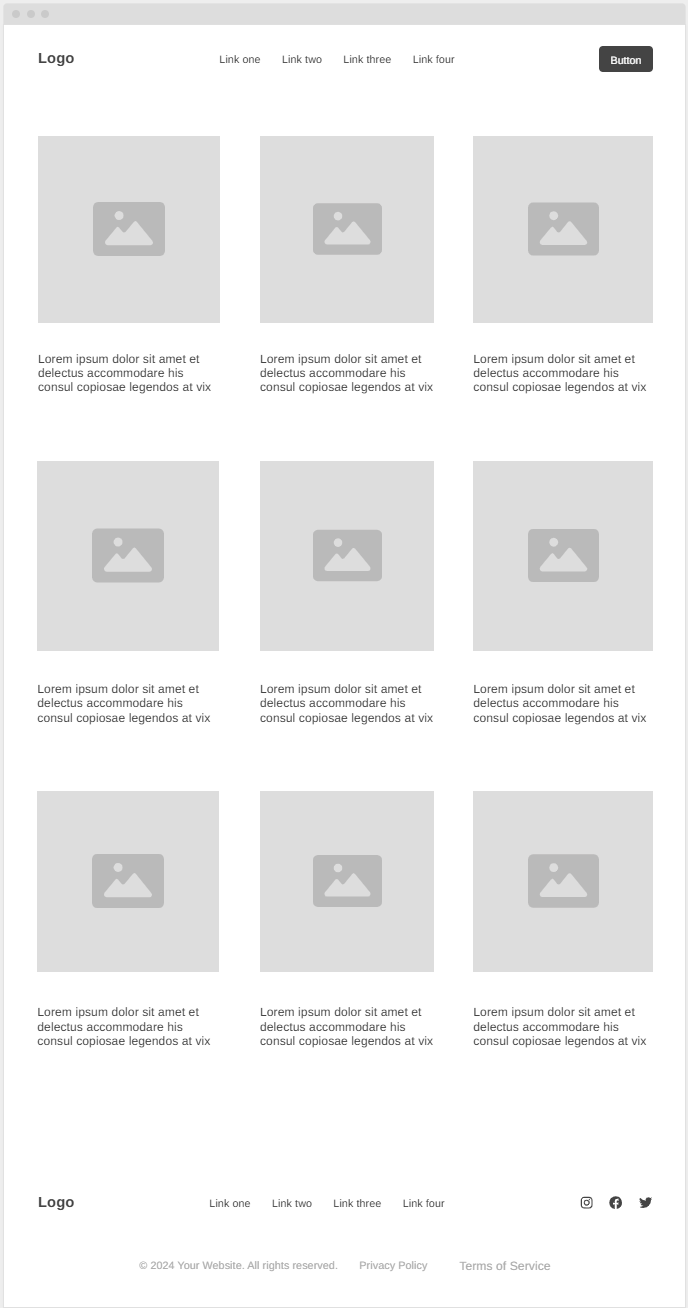 Logo
Link one Link two Link three Link four
Button
Lorem ipsum dolor sit amet et
delectus accommodare his
consul copiosae legendos at vix
Lorem ipsum dolor sit amet et
delectus accommodare his
consul copiosae legendos at vix
Lorem ipsum dolor sit amet et
delectus accommodare his
consul copiosae legendos at vix
Lorem ipsum dolor sit amet et
delectus accommodare his
consul copiosae legendos at vix
Lorem ipsum dolor sit amet et
delectus accommodare his
consul copiosae legendos at vix
Lorem ipsum dolor sit amet et
delectus accommodare his
consul copiosae legendos at vix
Lorem ipsum dolor sit amet et
delectus accommodare his
consul copiosae legendos at vix
Lorem ipsum dolor sit amet et
delectus accommodare his
consul copiosae legendos at vix
Lorem ipsum dolor sit amet et
delectus accommodare his
consul copiosae legendos at vix
Logo
Link one Link two Link three Link four
© 2024 Your Website. All rights reserved. Privacy Policy Terms of Service